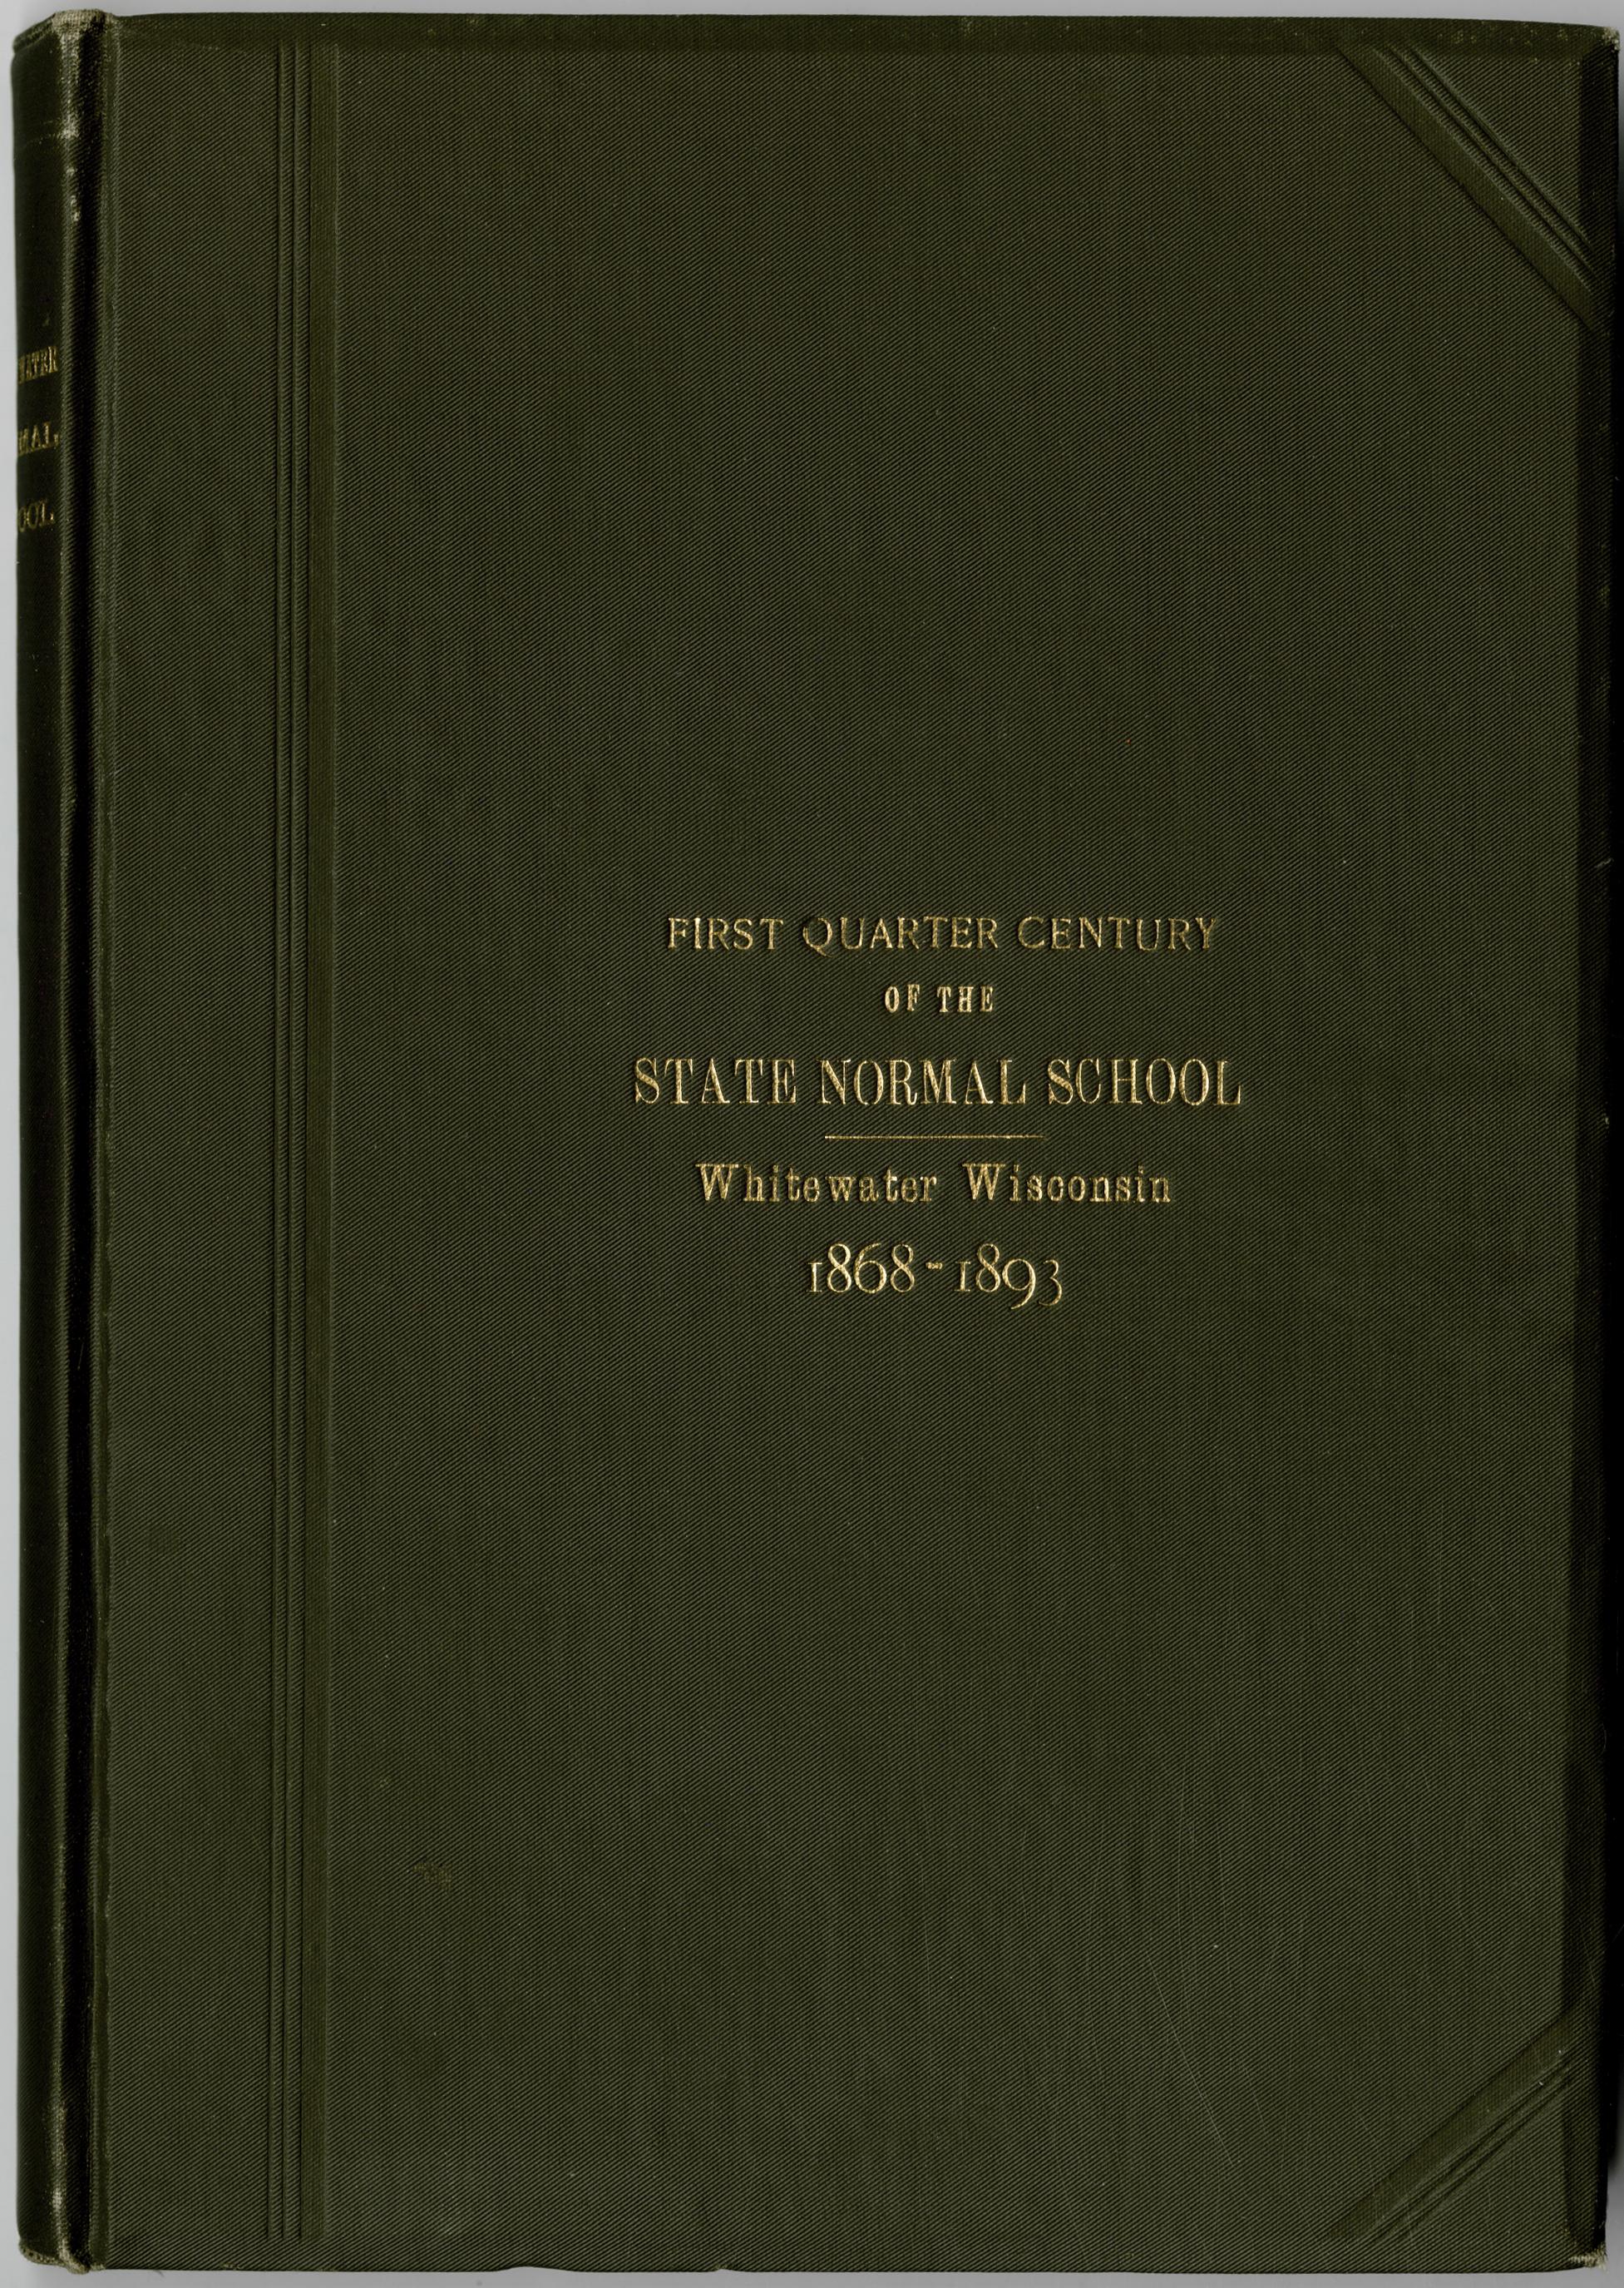 FIRST QUARTER CENTURY
OF THE
STATE NORMAL SCHOOL
Whitewater Wisconsin
1868-1893